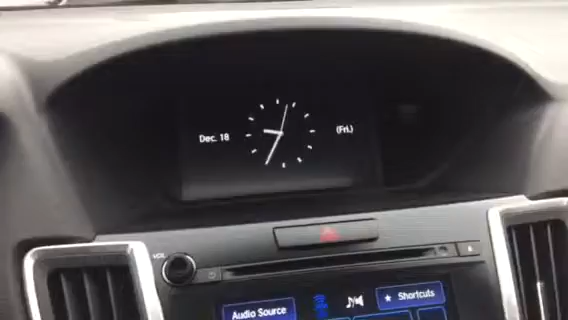 Dec. 18
(Fri.)
VOL
Audio Source
Shortcuts